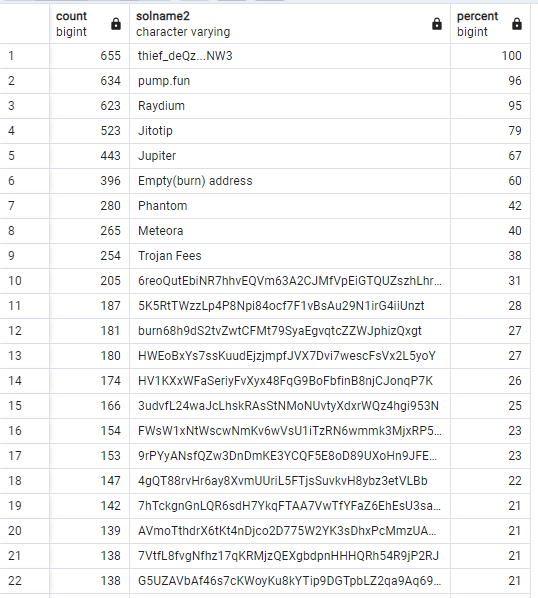 count solname2 percent
bigint character varying bigint
1 655 thief_deQz...NW3 100
2 634 pump.fun 96
3 623 Raydium 95
4 523 Jitotip 79
5 443 Jupiter 67
6 396 Empty(burn) address 60
7 280 Phantom 42
8 265 Meteora 40
9 254 Trojan Fees 38
10 205 6reoQutEbiNR7hhvEQVm63A2CJMfVpEiGTQUZszhLhr... 31
11 187 5K5RtTWzzLp4P8Npi84ocf7F1vBsAu29N1irG4iiUnzt 28
12 181 burn68h9dS2tvZwtCFMt79SyaEgvqtcZZWJphizQxgt 27
13 180 HWEoBxYs7ssKuudEjzjmpfJVX7Dvi7wescFsVx2L5yoY 27
14 174 HV1KXxWFaSeriyFvXyx48FqG9BoFbfinB8njCJonqP7K 26
15 166 3udvfL24waJcLhskRAsStNMoNUvtyXdxrWQz4hgi953N 25
16 154 FWsW1xNtWscwNmKv6wVsU1iTzRN6wmmk3MjxRP5... 23
17 153 9rPYyANsfQZw3DnDmKE3YCQF5E8oD89UXoHn9JFE... 23
18 147 4gQT88rvHr6ay8XvmUUriL5FTjsSuvkvH8ybz3etVLBb 22
19 142 7hTckgnGnLQR6sdH7YkqFTAA7VwTfYFaZ6EhEsU3sa... 21
20 139 AVmoTthdrX6tKt4nDjco2D775W2YK3sDhxPcMmzUA... 21
21 138 7VtfL8fvgNfhz17qKRMjzQEXgbdpnHHHQRh54R9jP2RJ 21
22 138 G5UZAVbAf46s7cKWoyKu8kYTip9DGTpbLZ2qa9Aq69... 21